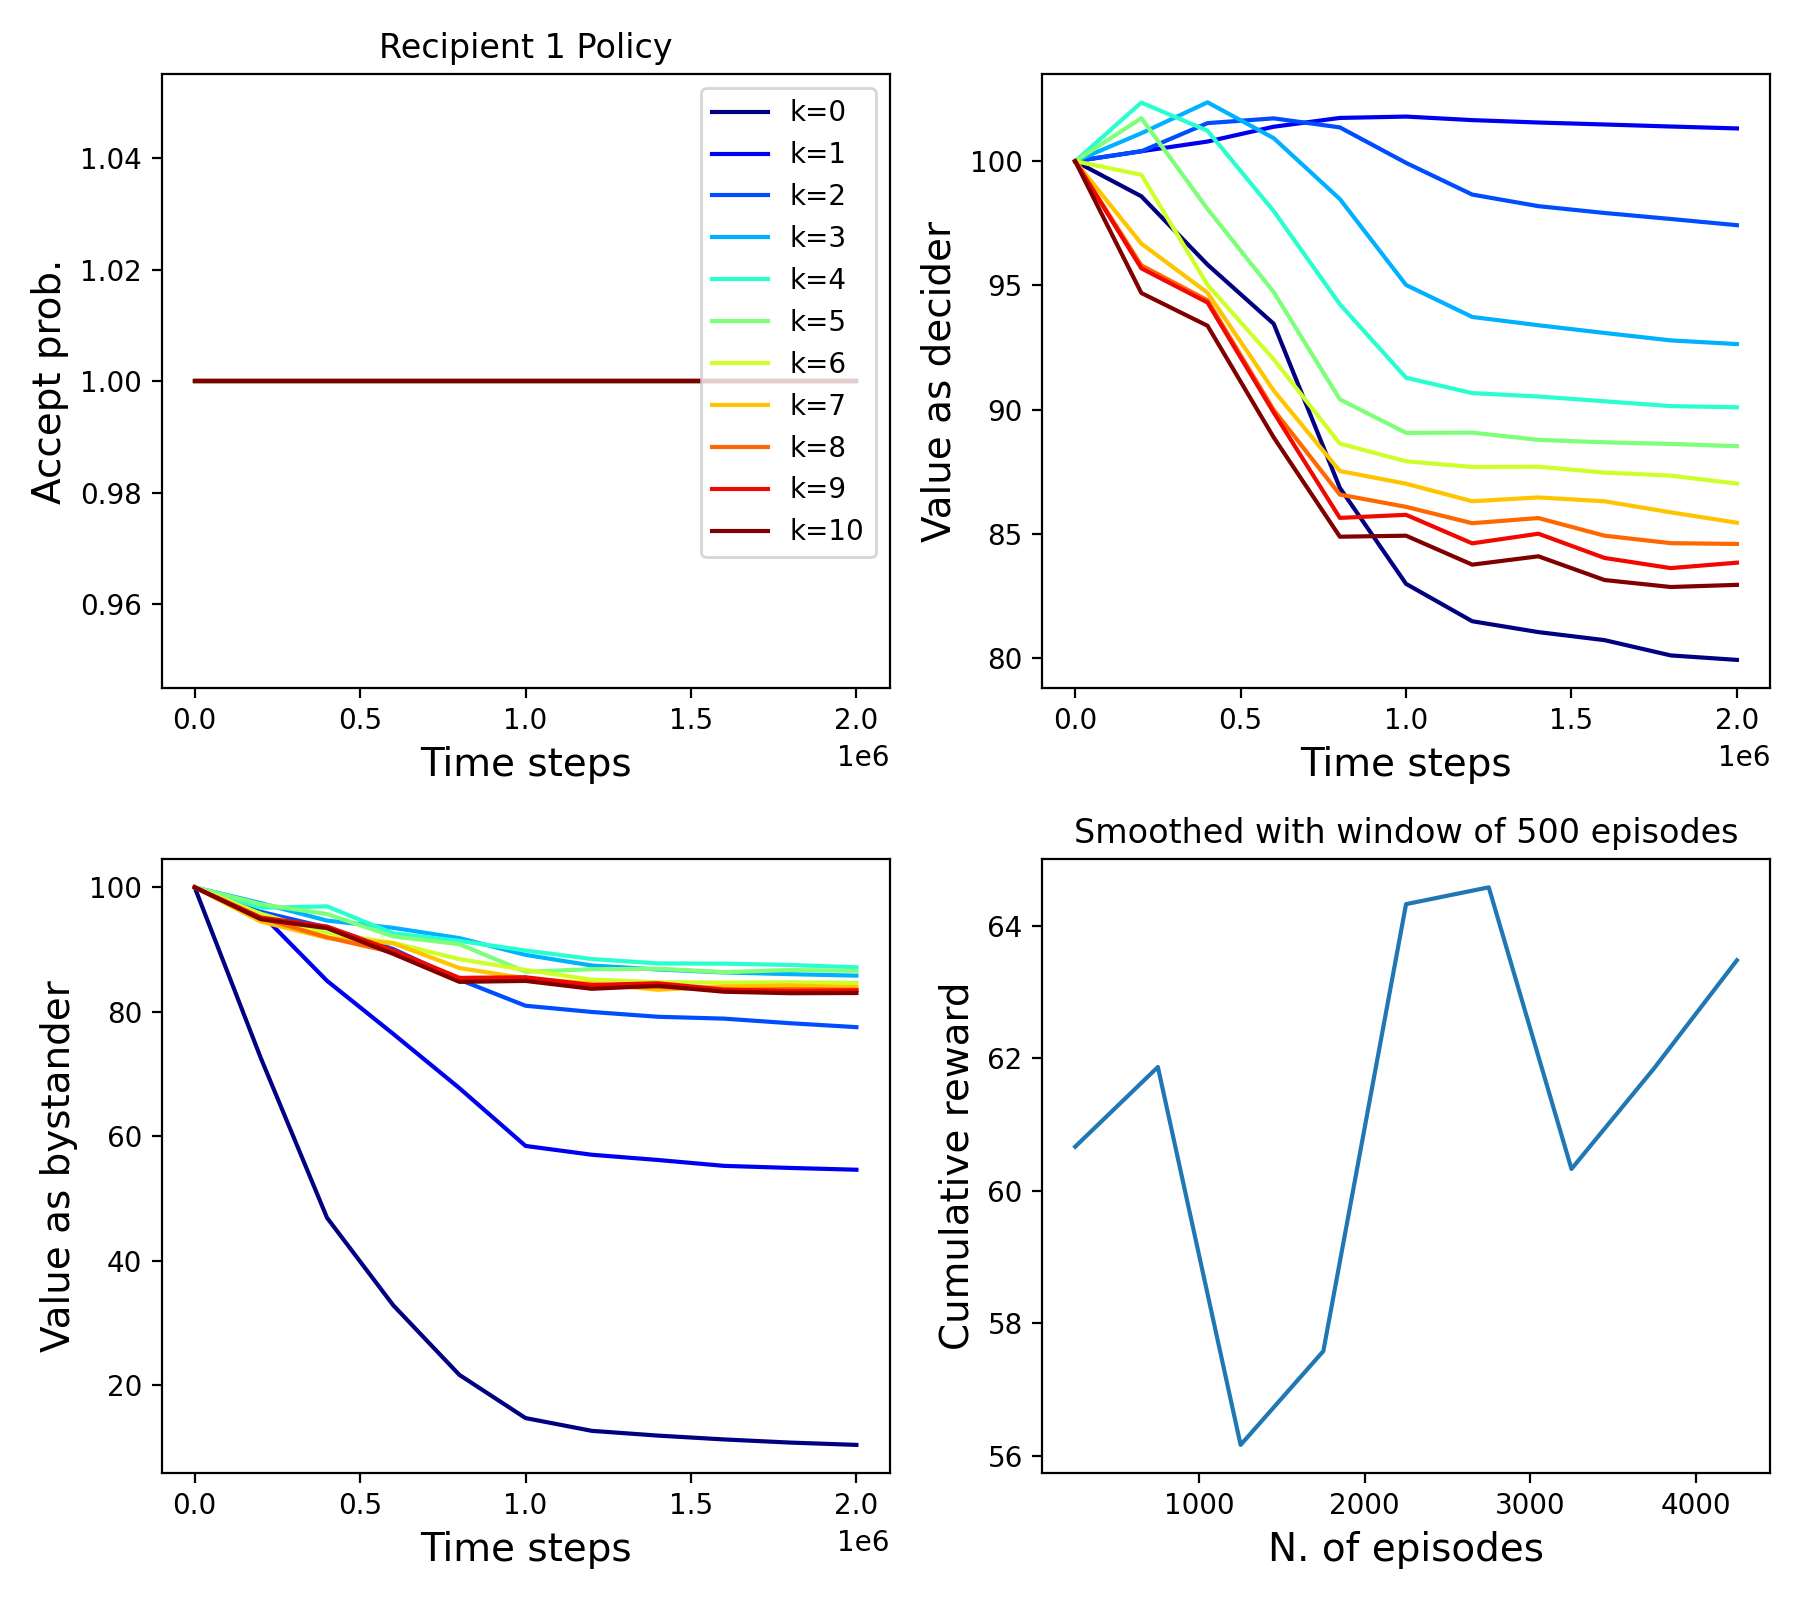 Recipient 1 Policy
Accept prob.
1.04
1.02
1.00
0.98
0.96
k=0
k=1
k=2
k=3
k=4
k=5
k=6
k=7
k=8
k=9
k=10
0.0 0.5 1.0 1.5 2.0
1e6
Time steps
Value as decider
100
95
90
85
80
0.0 0.5 1.0 1.5 2.0
1e6
Time steps
Value as bystander
100
80
60
40
20
0.0 0.5 1.0 1.5 2.0
1e6
Time steps
Smoothed with window of 500 episodes
Cumulative reward
64
62
60
58
56
1000 2000 3000 4000
N. of episodes